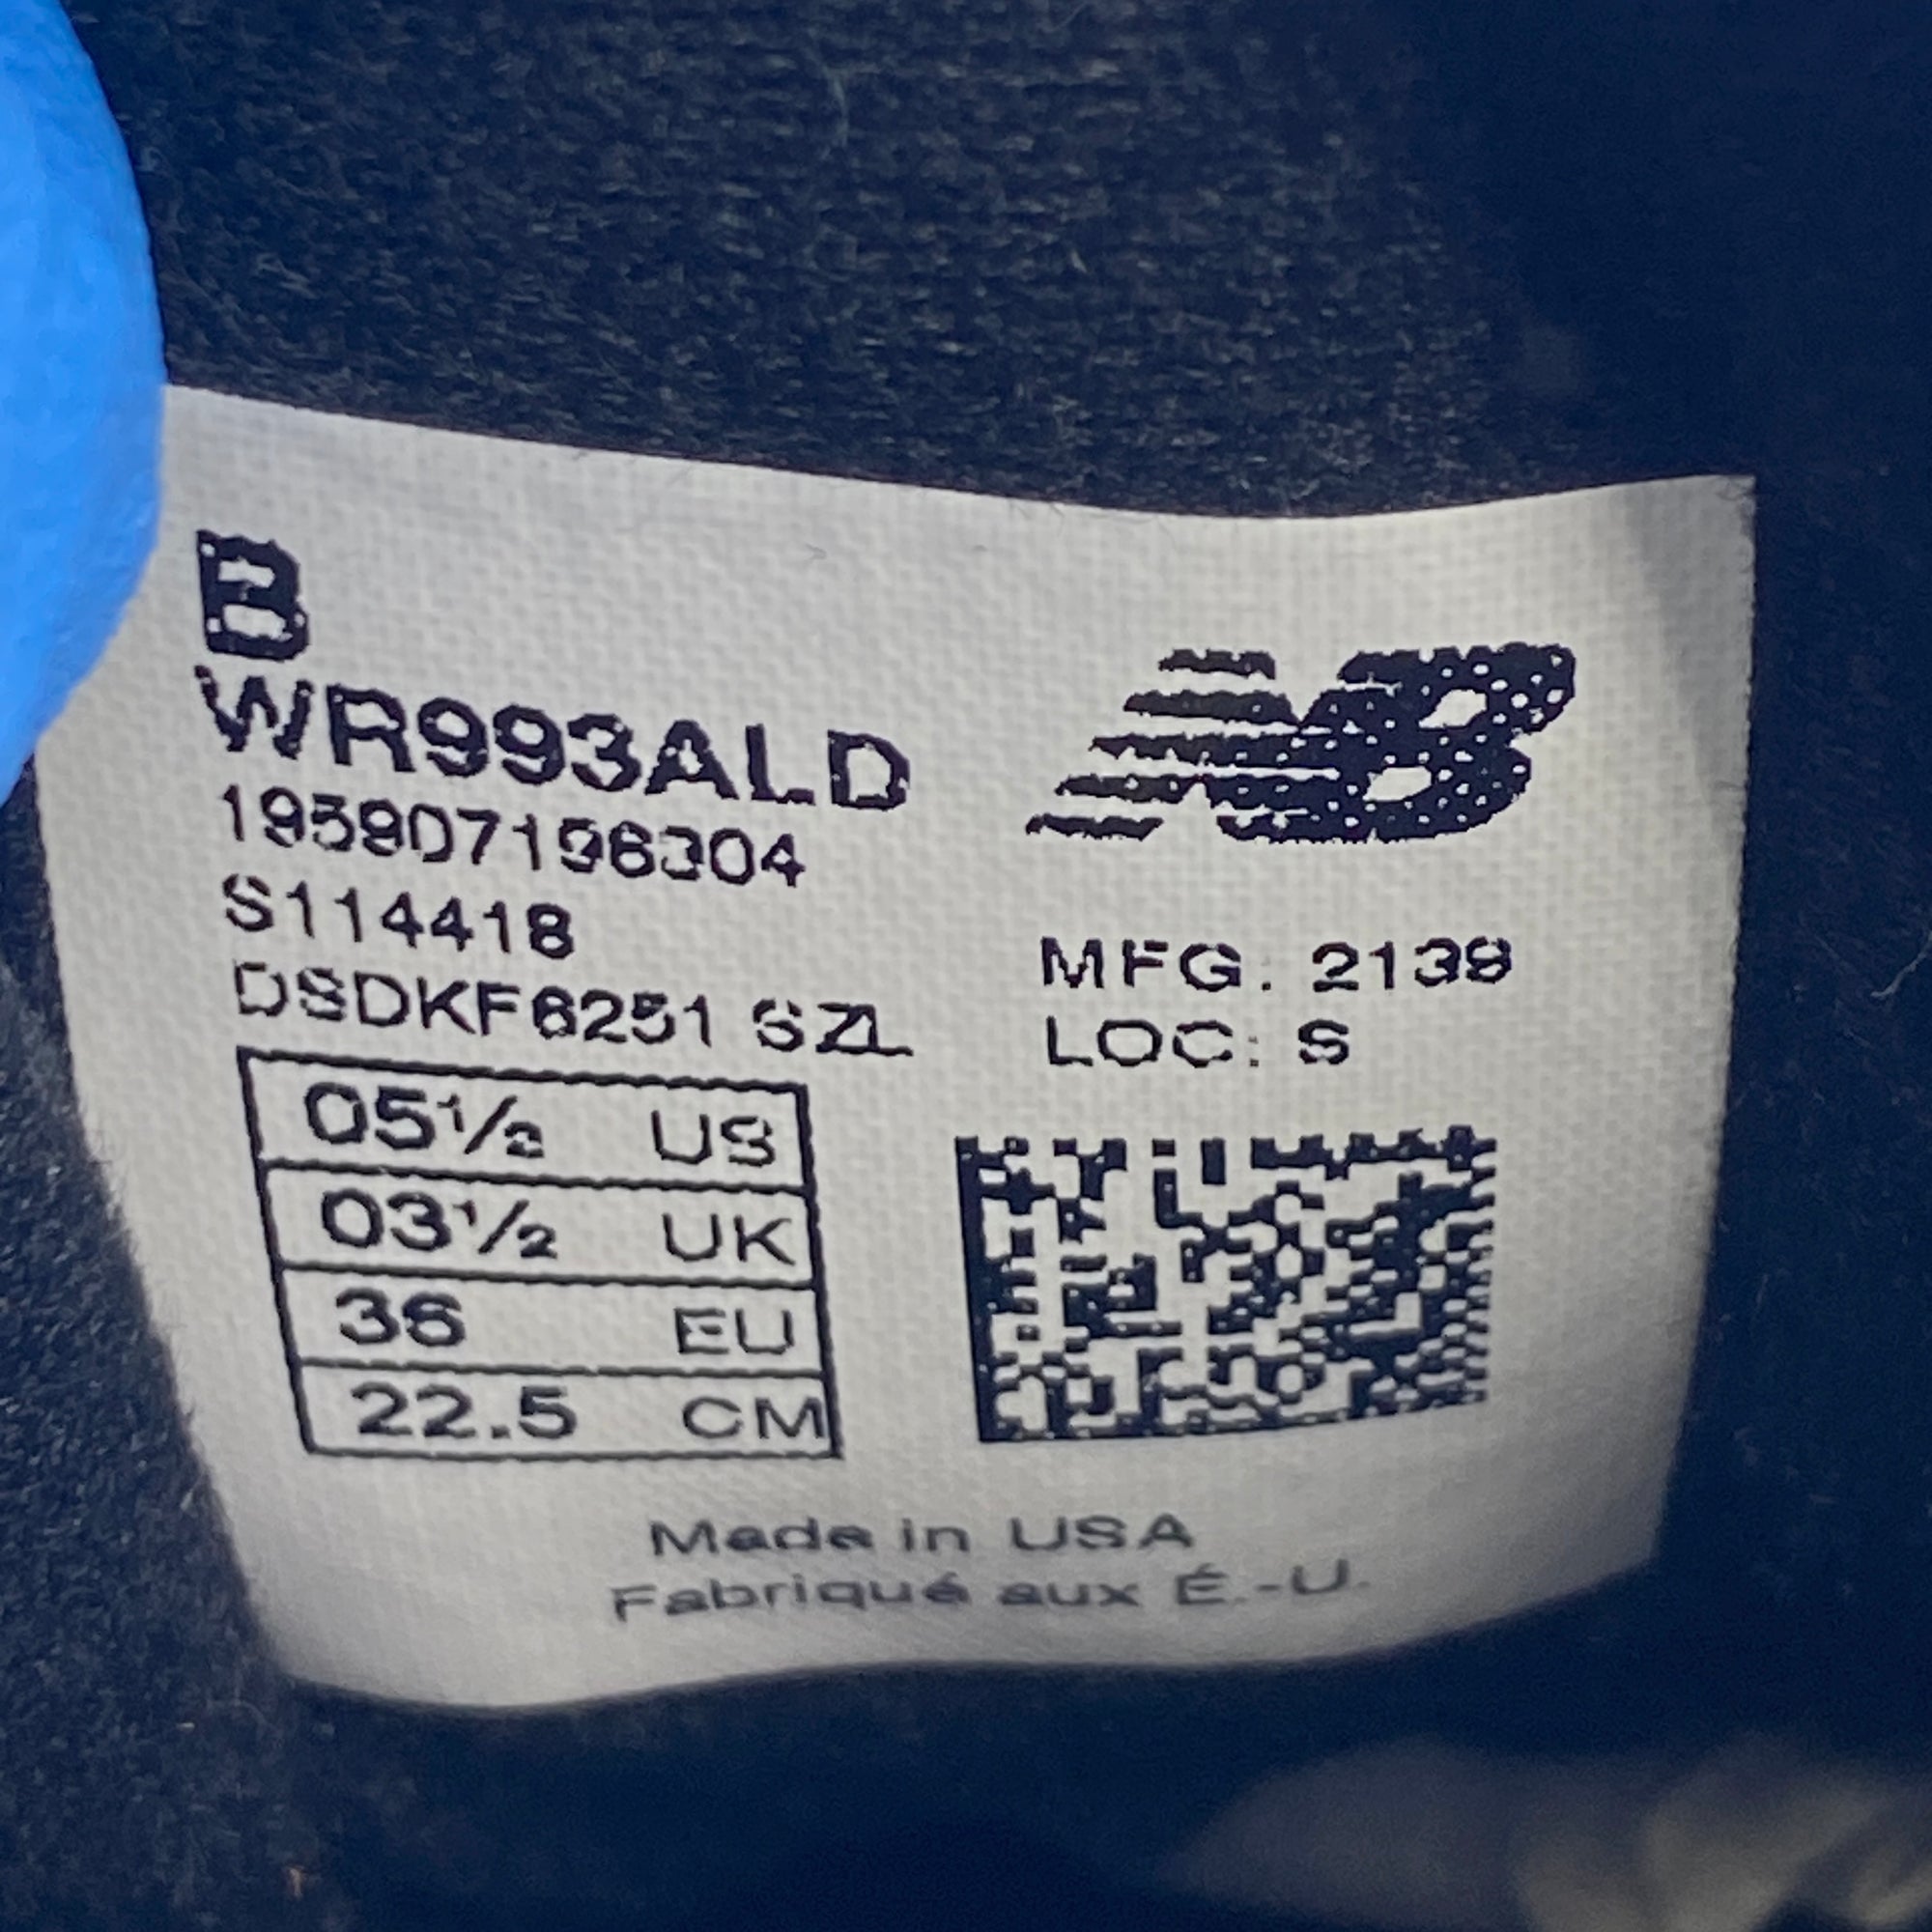 B
WR993ALD
195907196304
S114418
DSDKF6251 SZL
MFG. 2139
LOC: S
05½ US
03½ UK
36 EU
22.5 CM
Made in USA
Fabriqué aux É.-U.